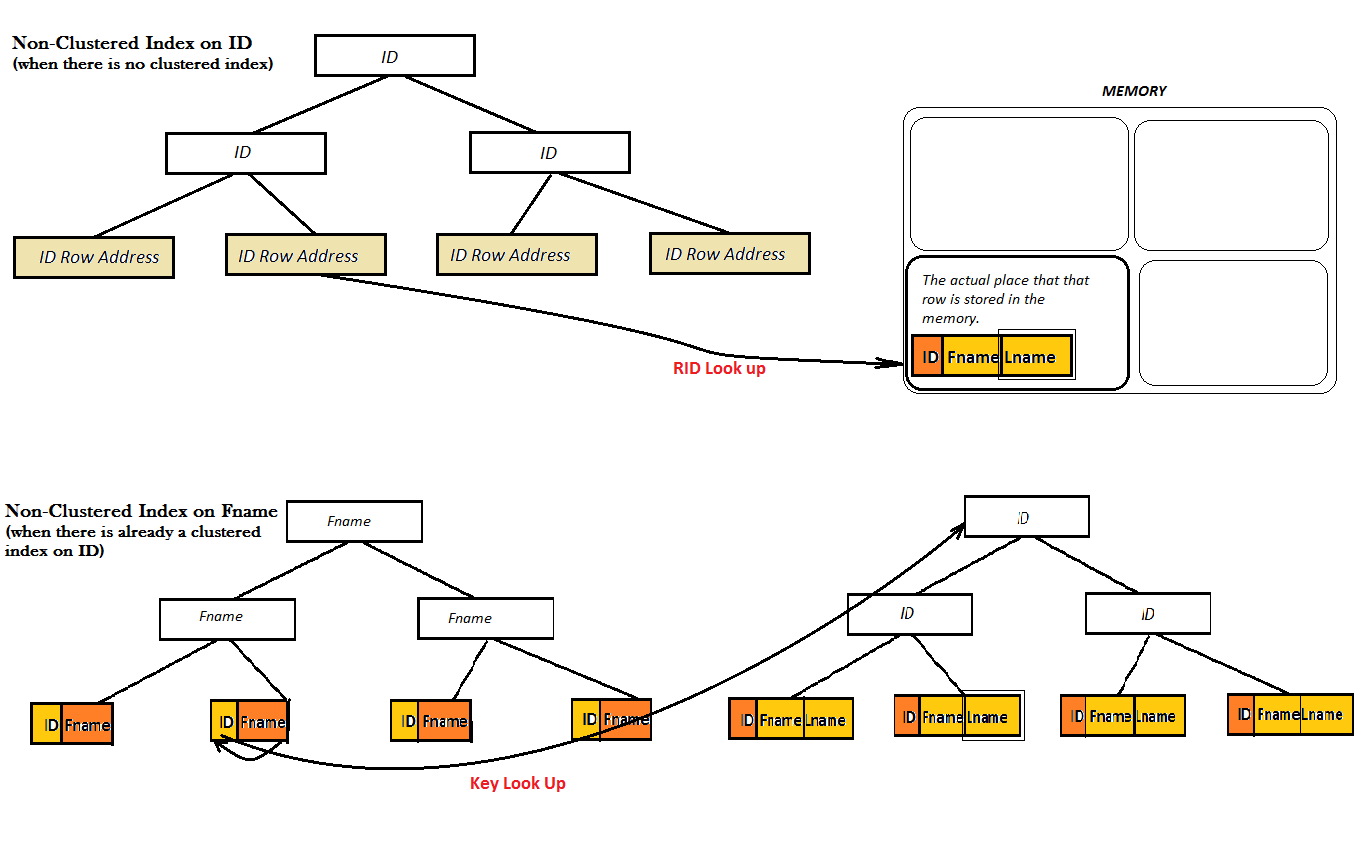 Non-Clustered Index on ID
(when there is no clustered index)
ID
ID
ID
ID Row Address
ID Row Address
ID Row Address
ID Row Address
RID Look up
MEMORY
The actual place that that
row is stored in the
memory.
ID Fname Lname
Non-Clustered Index on Fname
(when there is already a clustered
index on ID)
Fname
Fname
Fname
ID Fname
ID Fname
ID Fname
ID Fname
Key Look Up
ID
ID
ID
ID Fname Lname
ID Fname Lname
ID Fname Lname
ID Fname Lname